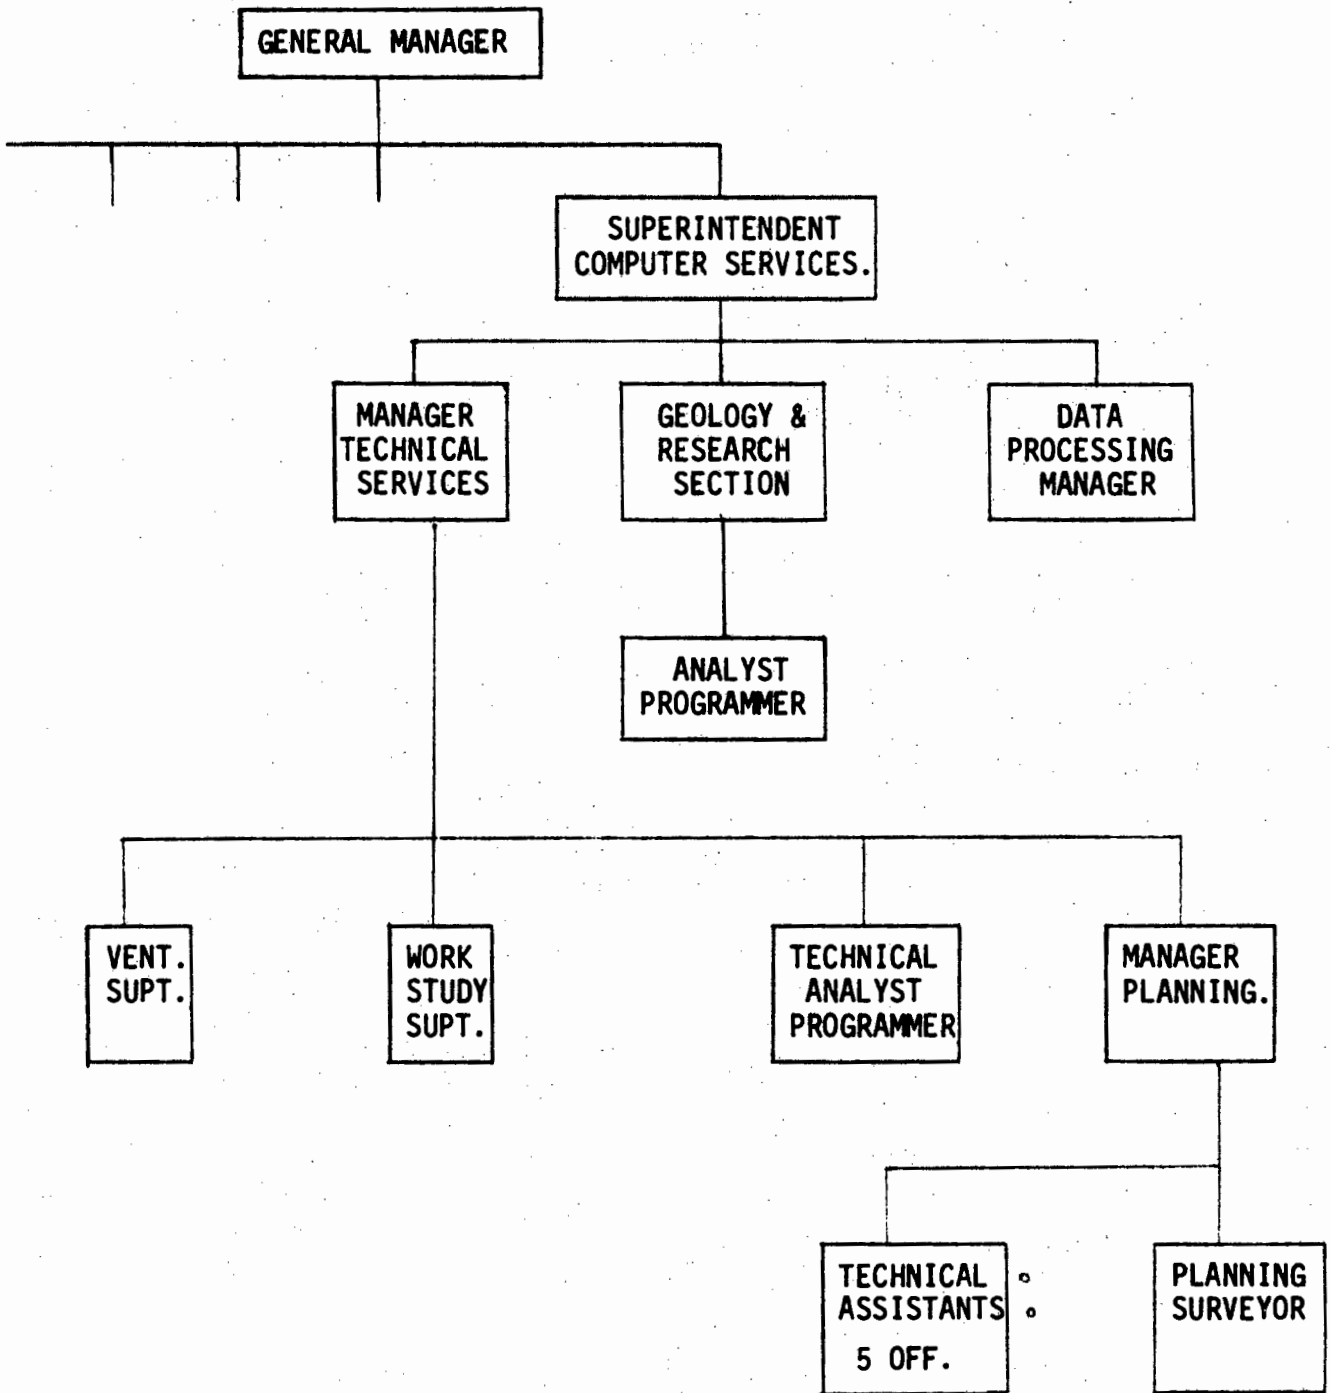 GENERAL MANAGER
SUPERINTENDENT
COMPUTER SERVICES.
MANAGER
TECHNICAL
SERVICES
GEOLOGY &
RESEARCH
SECTION
DATA
PROCESSING
MANAGER
ANALYST
PROGRAMMER
VENT.
SUPT.
WORK
STUDY
SUPT.
TECHNICAL
ANALYST
PROGRAMMER
MANAGER
PLANNING.
TECHNICAL
ASSISTANTS
5 OFF.
PLANNING
SURVEYOR